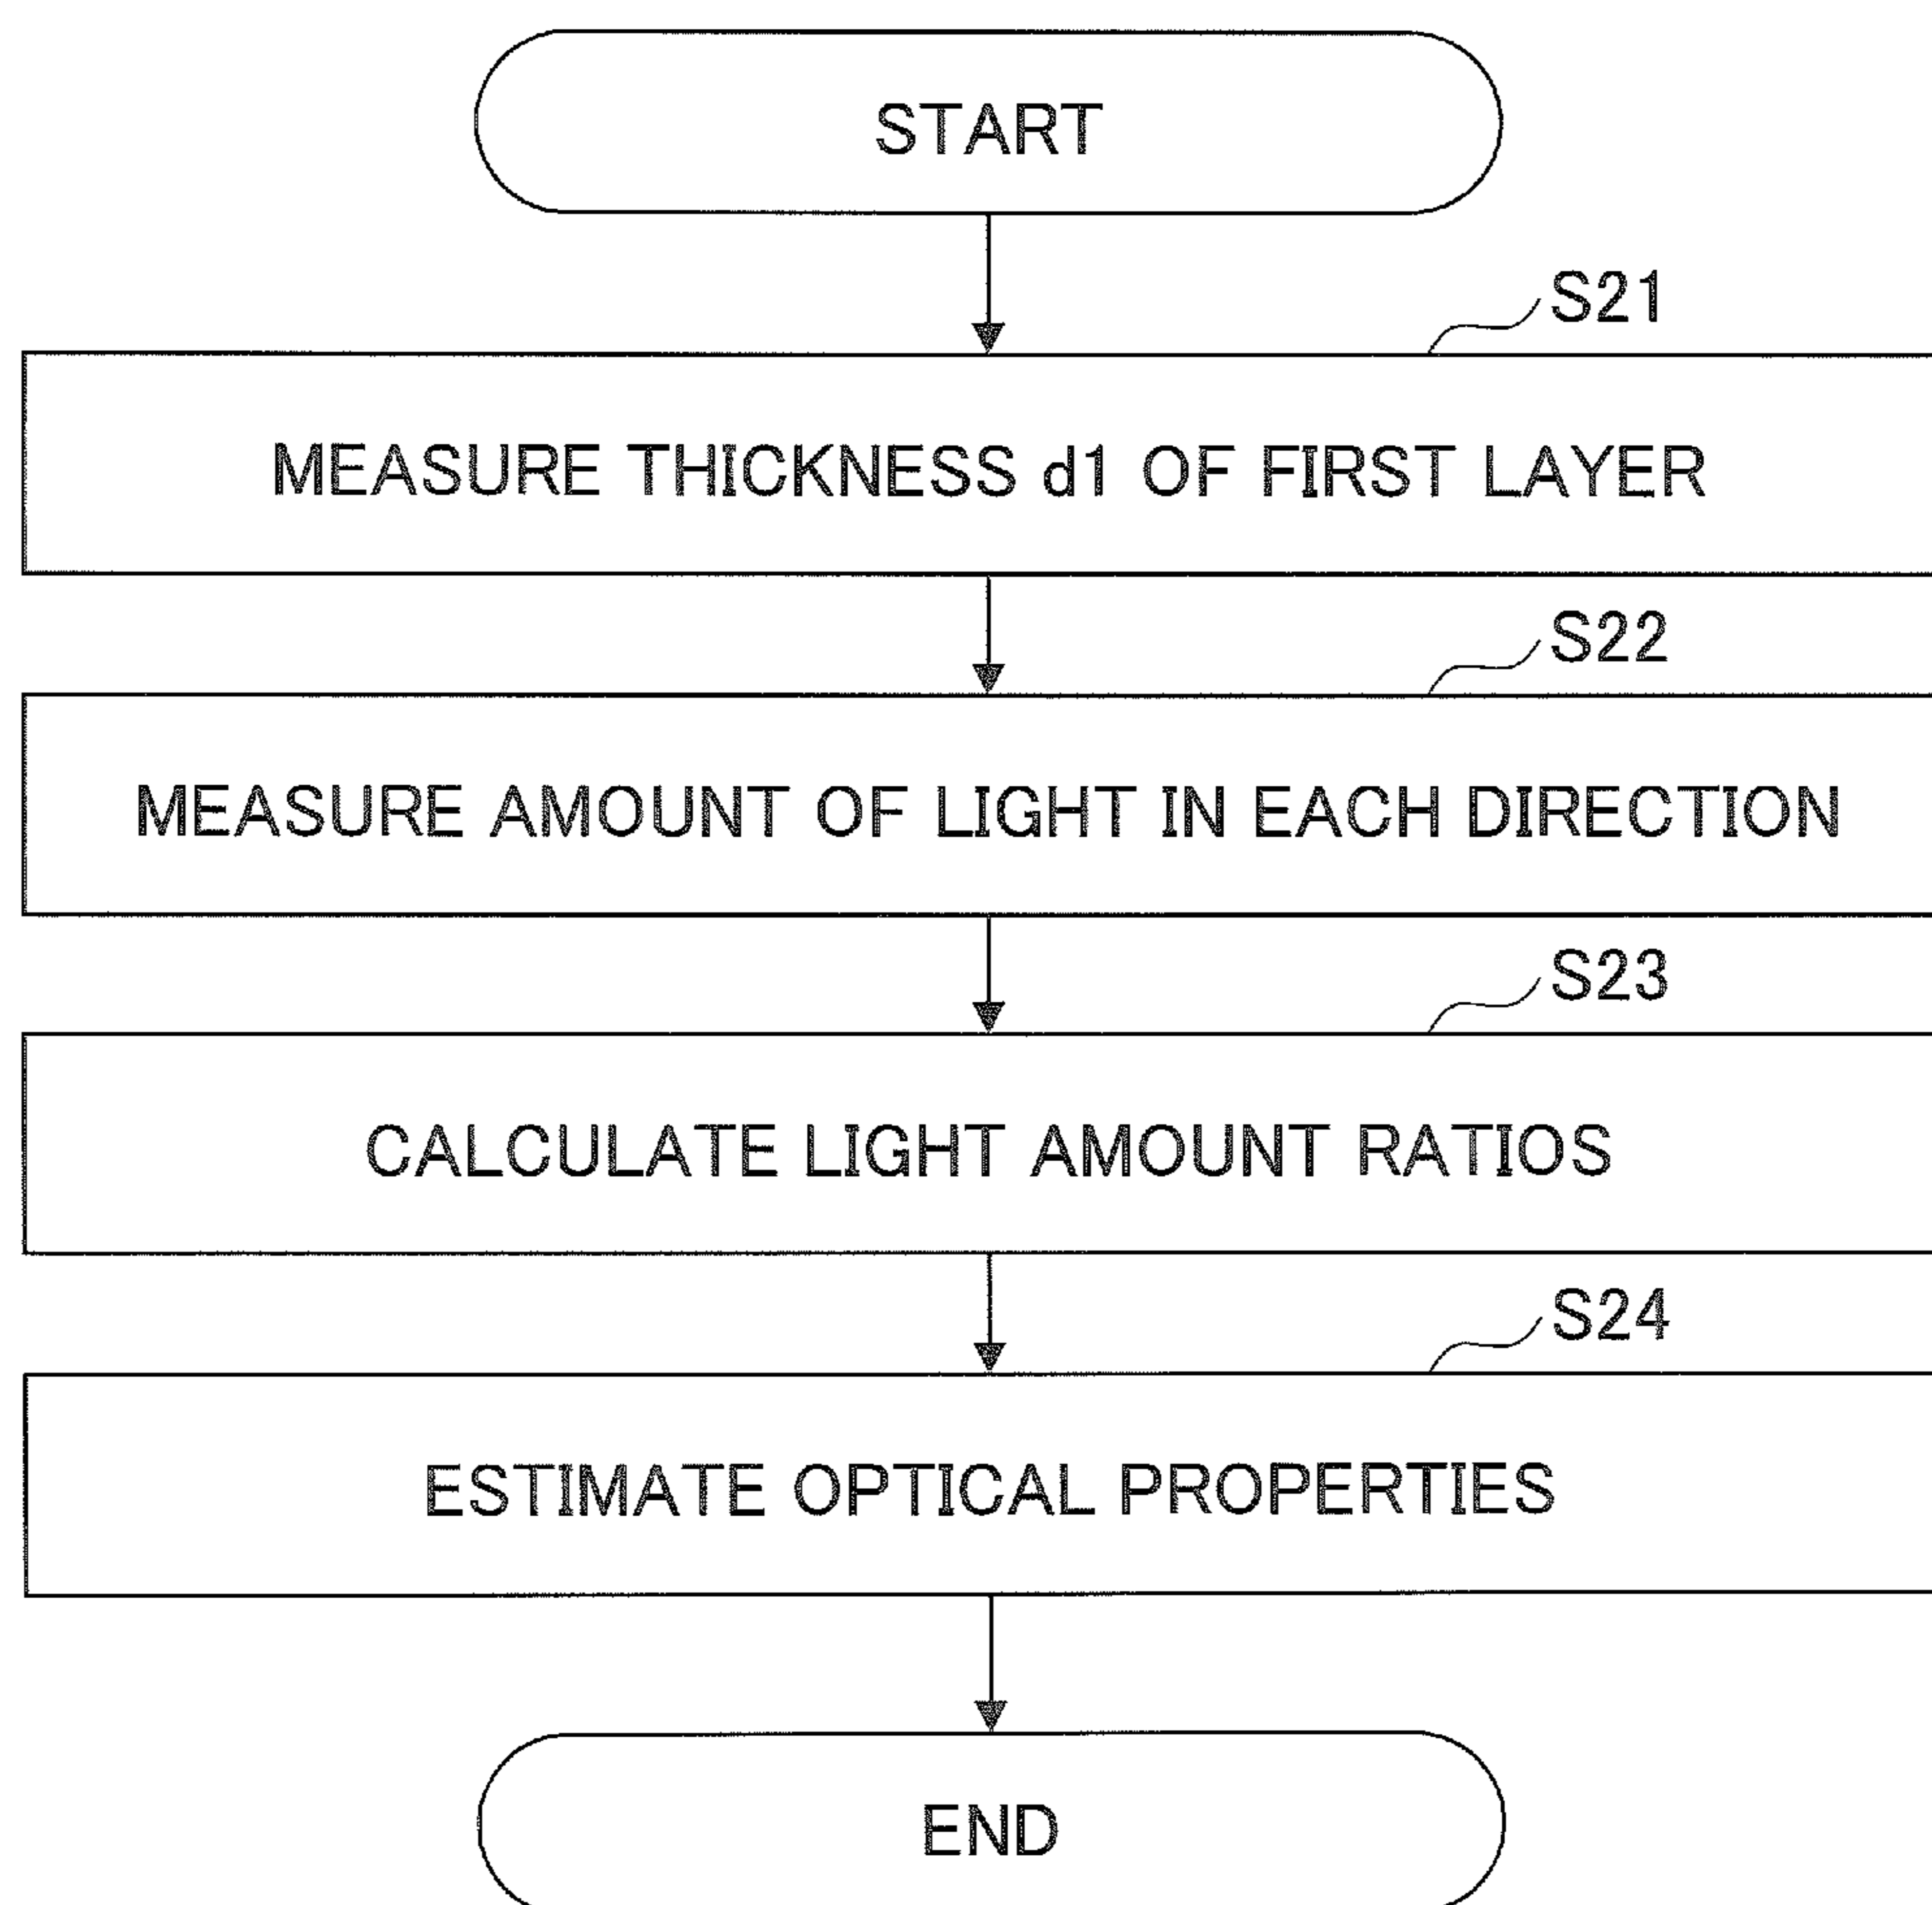 START
S21
MEASURE THICKNESS d1 OF FIRST LAYER
S22
MEASURE AMOUNT OF LIGHT IN EACH DIRECTION
S23
CALCULATE LIGHT AMOUNT RATIOS
S24
ESTIMATE OPTICAL PROPERTIES
END